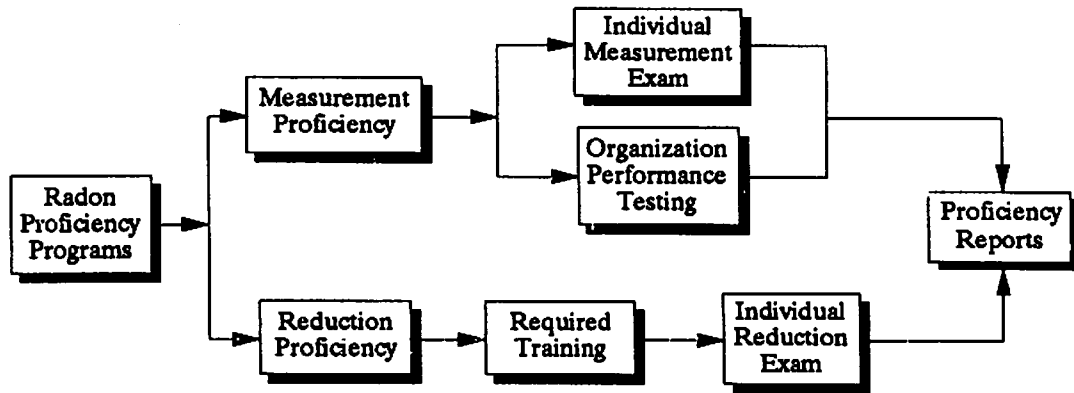 Radon
Proficiency
Programs
Measurement
Proficiency
Individual
Measurement
Exam
Organization
Performance
Testing
Reduction
Proficiency
Required
Training
Individual
Reduction
Exam
Proficiency
Reports